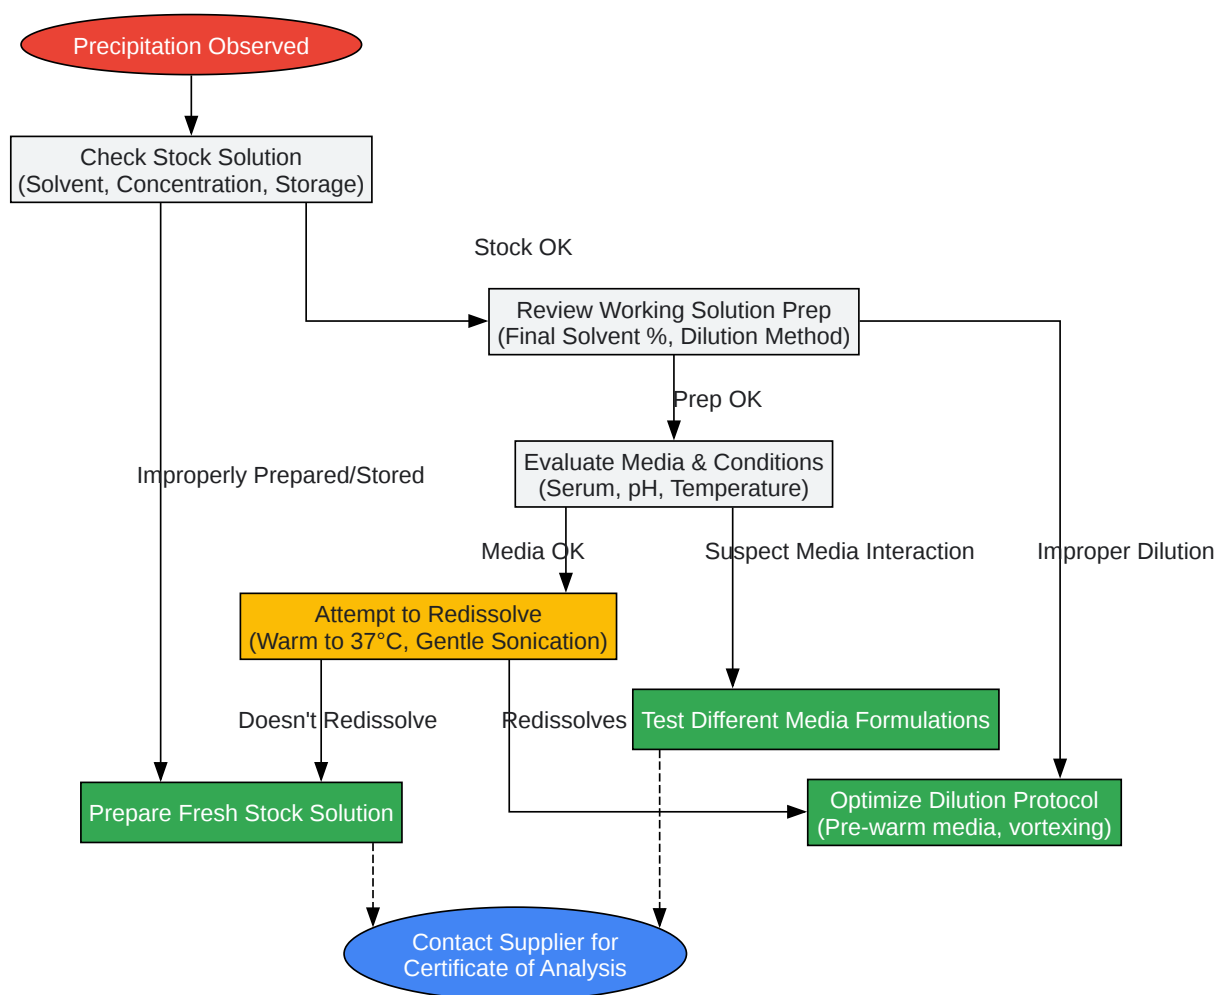 Precipitation Observed
Check Stock Solution
(Solvent, Concentration, Storage)
Stock OK
Review Working Solution Prep
(Final Solvent %, Dilution Method)
Prep OK
Evaluate Media & Conditions
(Serum, pH, Temperature)
Improperly Prepared/Stored
Media OK
Suspect Media Interaction
Improper Dilution
Attempt to Redissolve
(Warm to 37°C, Gentle Sonication)
Doesn't Redissolve
Redissolves
Test Different Media Formulations
Prepare Fresh Stock Solution
Optimize Dilution Protocol
(Pre-warm media, vortexing)
Contact Supplier for
Certificate of Analysis